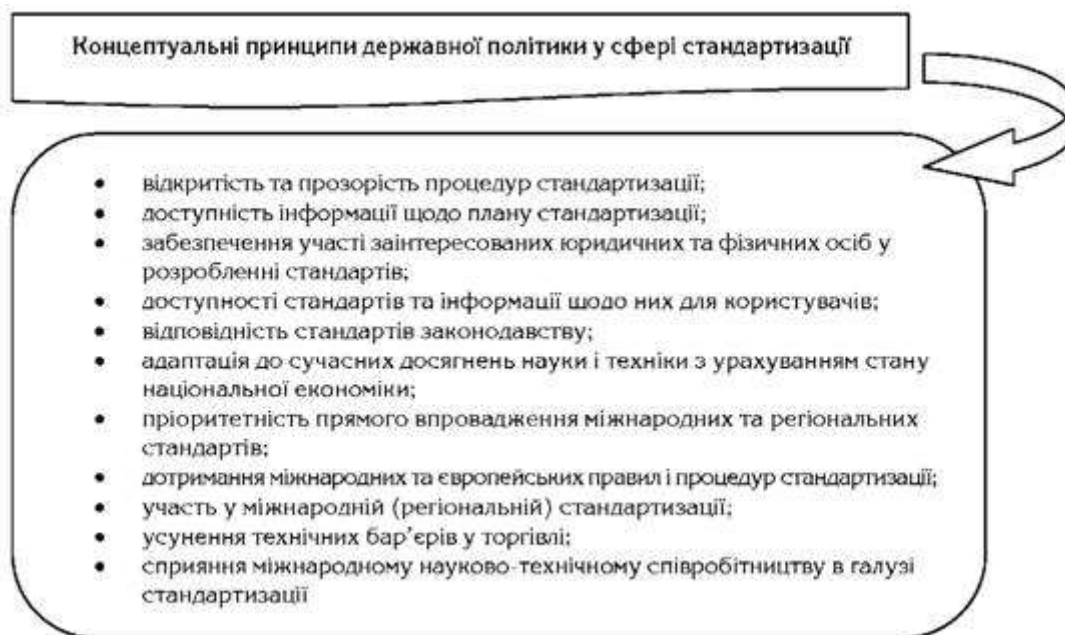 Концептуальні принципи державної політики у сфері стандартизації
• відкритість та прозорість процедур стандартизації;
• доступність інформації щодо плану стандартизації;
• забезпечення участі заінтересованих юридичних та фізичних осіб у
розробленні стандартів;
• доступності стандартів та інформації щодо них для користувачів;
• відповідність стандартів законодавству;
• адаптація до сучасних досягнень науки і техніки з урахуванням стану
національної економіки;
• пріоритетність прямого впровадження міжнародних та регіональних
стандартів;
• дотримання міжнародних та європейських правил і процедур стандартизації;
• участь у міжнародній (регіональній) стандартизації;
• усунення технічних бар’єрів у торгівлі;
• сприяння міжнародному науково-технічному співробітництву в галузі
стандартизації